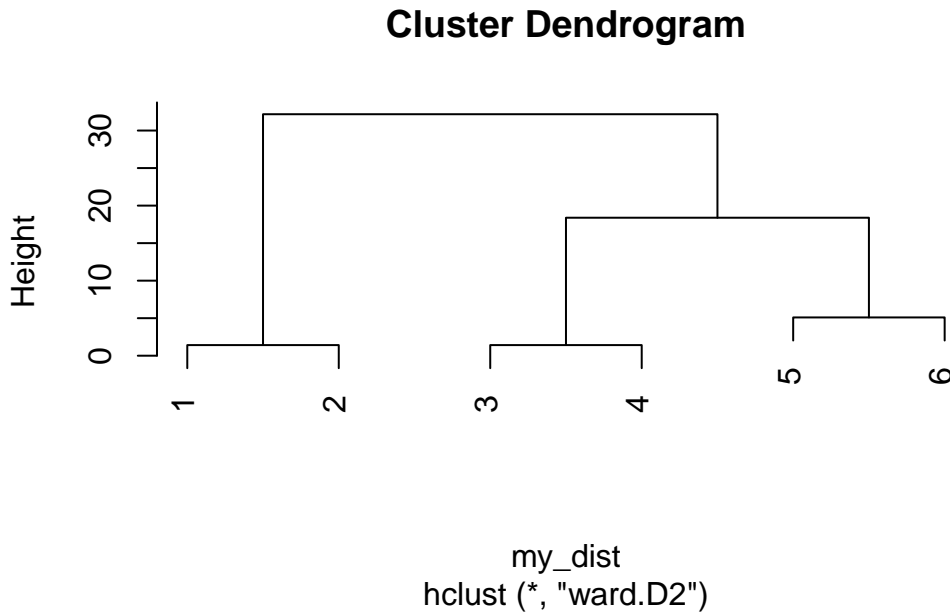 Cluster Dendrogram
Height
30
20
10
0
1
2
3
4
5
6
my_dist
hclust (*, "ward.D2")